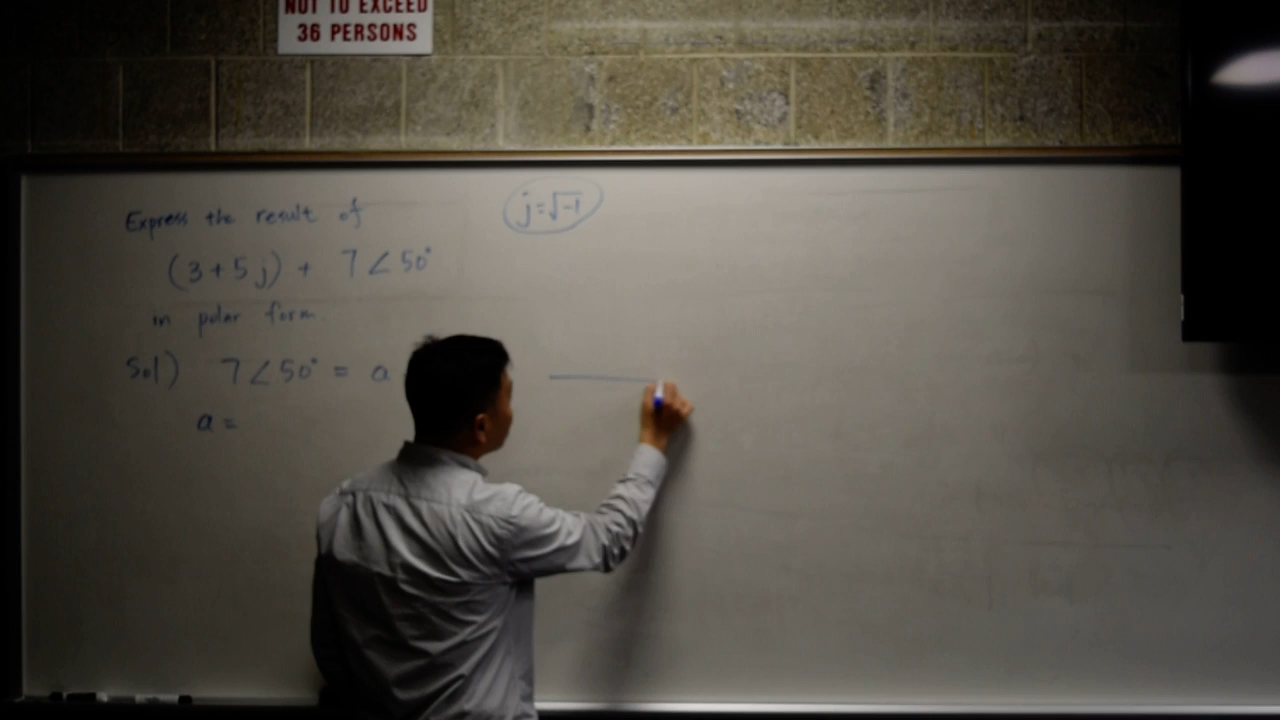 NOT TO EXCEED
36 PERSONS
Express the result of
j=√-1
(3+5j) + 7∠50°
in polar form.
Sol) 7∠50° = a
a=